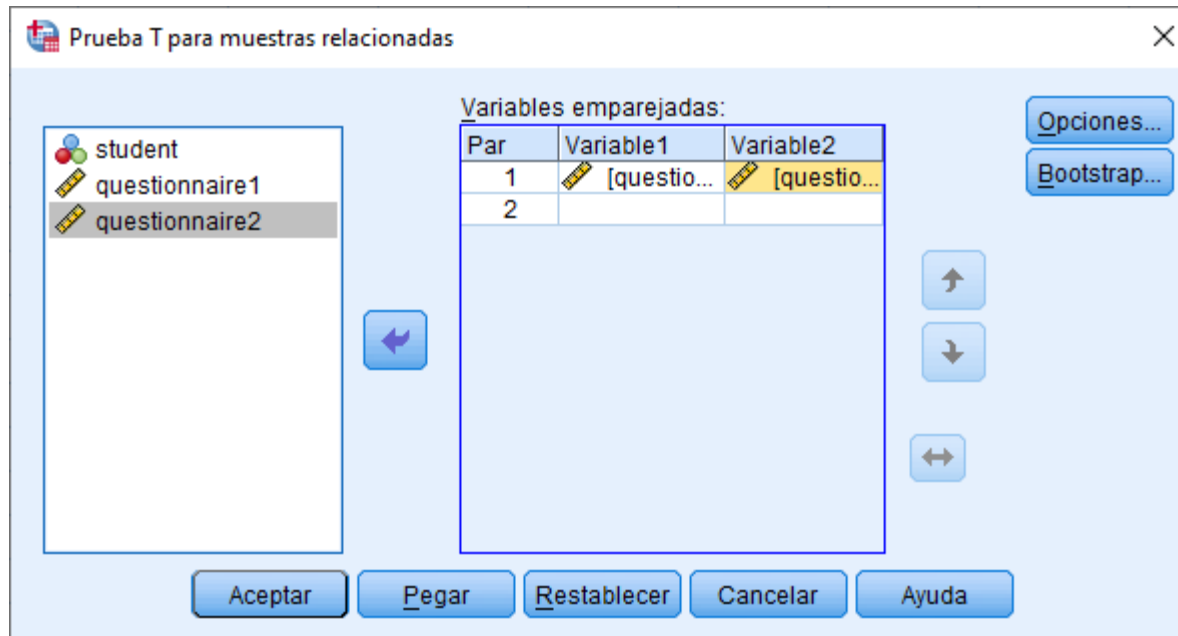 Prueba T para muestras relacionadas
Variables emparejadas:
student
questionnaire1
questionnaire2
Par Variable1 Variable2
1 [questio... [questio...
2
Opciones...
Bootstrap...
Aceptar Pegar Restablecer Cancelar Ayuda